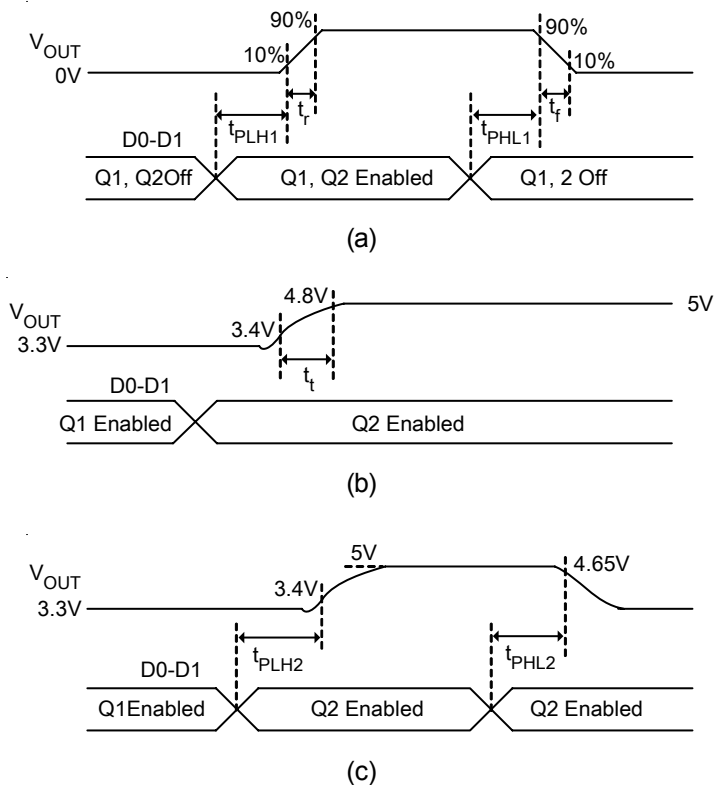 90%
90%
V_OUT
10%
10%
0V
t_r
t_f
t_PLH1
t_PHL1
D0-D1
Q1, Q2Off
Q1, Q2 Enabled
Q1, 2 Off
(a)
4.8V
5V
V_OUT
3.4V
3.3V
t_t
D0-D1
Q1 Enabled
Q2 Enabled
(b)
5V
4.65V
V_OUT
3.4V
3.3V
t_PLH2
t_PHL2
D0-D1
Q1Enabled
Q2 Enabled
Q2 Enabled
(c)